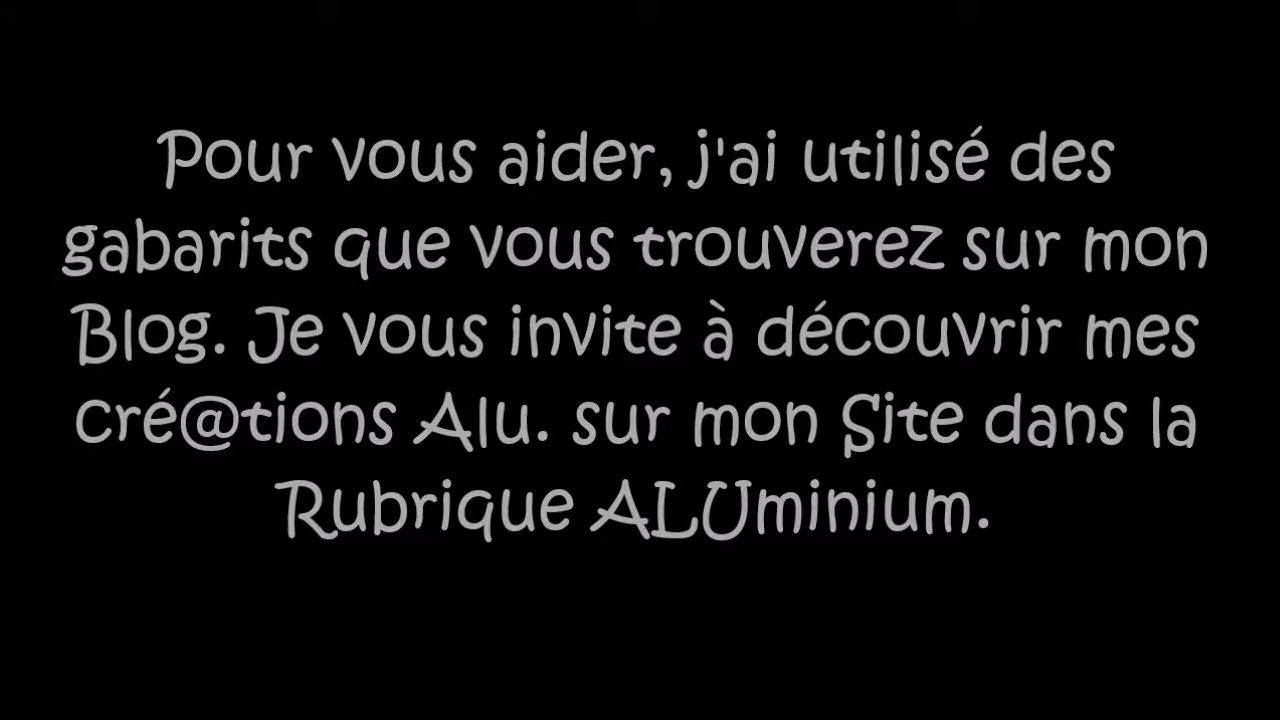 Pour vous aider, j'ai utilisé des
gabarits que vous trouverez sur mon
Blog. Je vous invite à découvrir mes
cré@tions Alu. sur mon Site dans la
Rubrique ALUminium.